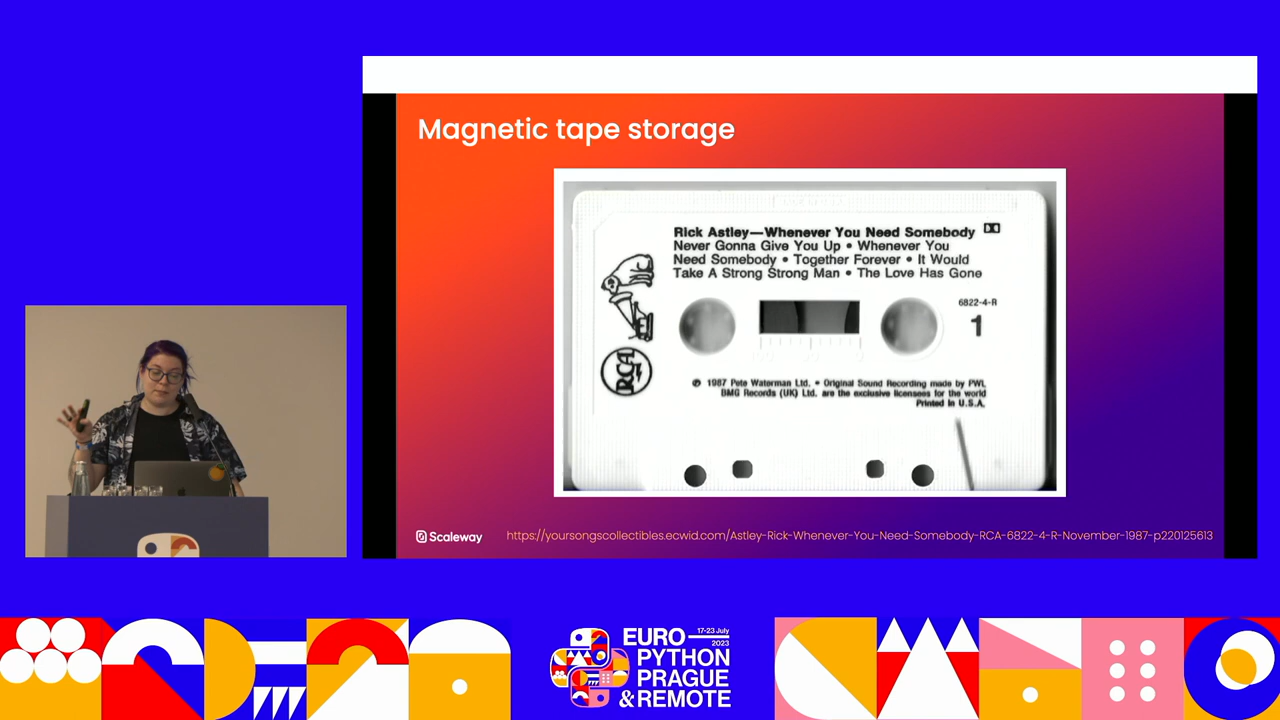 Magnetic tape storage
Rick Astley—Whenever You Need Somebody
Never Gonna Give You Up • Whenever You
Need Somebody • Together Forever • It Would
Take A Strong Strong Man • The Love Has Gone
6822-4-R
1
RCA
℗ 1987 Pete Waterman Ltd. • Original Sound Recording made by PWL
BMG Records (UK) Ltd. are the exclusive licensees for the world
Printed in U.S.A.
Scaleway
https://yoursongscollectibles.ecwid.com/Astley-Rick-Whenever-You-Need-Somebody-RCA-6822-4-R-November-1987-p220125613
EURO 17-23 July
2023
PYTHON
PRAGUE
& REMOTE